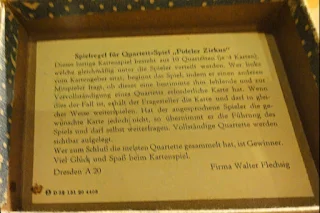 Spielregel für Quartett-Spiel „Polcirr Zirkus"
Dieses lustige Kartenspiel besteht aus 10 Quartetten (je 4 Karten),
welche gleichmäßig unter die Spieler verteilt werden. Wer links
vom Kartengeber sitzt, beginnt das Spiel, indem er einen anderen
Mitspieler fragt, ob dieser eine bestimmte ihm fehlende und zur
Vervollständigung eines Quartetts erforderliche Karte hat. Wenn
dies der Fall ist, erhält der Fragesteller die Karte und darf in glei-
cher Weise weiterspielen. Hat der angesprochene Spieler die ge-
wünschte Karte jedoch nicht, so übernimmt er die Führung des
Spiels und darf selbst weiterfragen. Vollständige Quartette werden
sichtbar aufgelegt.
Wer zum Schluß die meisten Quartette gesammelt hat, ist Gewinner.
Viel Glück und Spaß beim Kartenspiel.
Dresden A 20 Firma Walter Flechsig